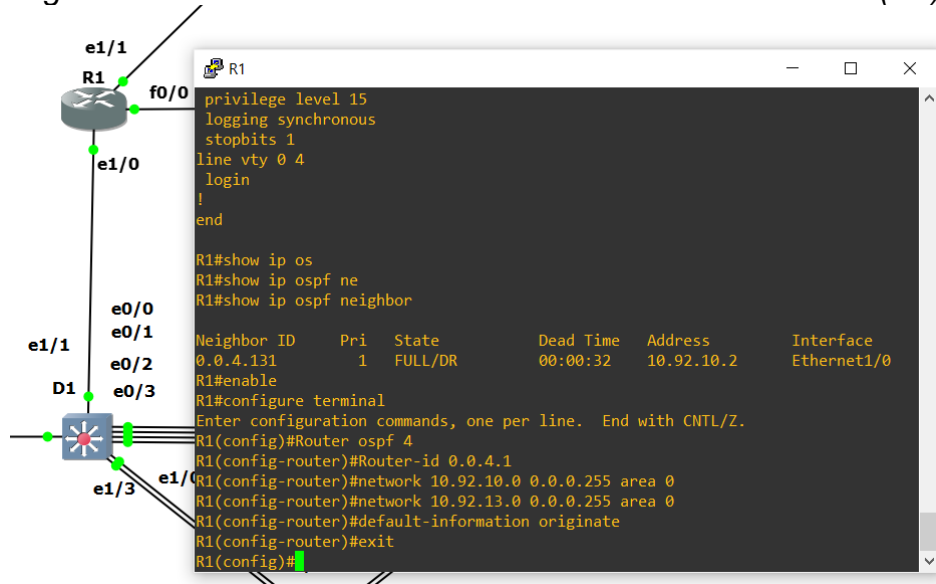 e1/1
R1
f0/0
e1/0
e0/0
e0/1
e1/1
e0/2
D1
e0/3
e1/0
e1/3
R1
privilege level 15
logging synchronous
stopbits 1
line vty 0 4
login
!
end
R1#show ip os
R1#show ip ospf ne
R1#show ip ospf neighbor
Neighbor ID Pri State Dead Time Address Interface
0.0.4.131 1 FULL/DR 00:00:32 10.92.10.2 Ethernet1/0
R1#enable
R1#configure terminal
Enter configuration commands, one per line. End with CNTL/Z.
R1(config)#Router ospf 4
R1(config-router)#Router-id 0.0.4.1
R1(config-router)#network 10.92.10.0 0.0.0.255 area 0
R1(config-router)#network 10.92.13.0 0.0.0.255 area 0
R1(config-router)#default-information originate
R1(config-router)#exit
R1(config)#